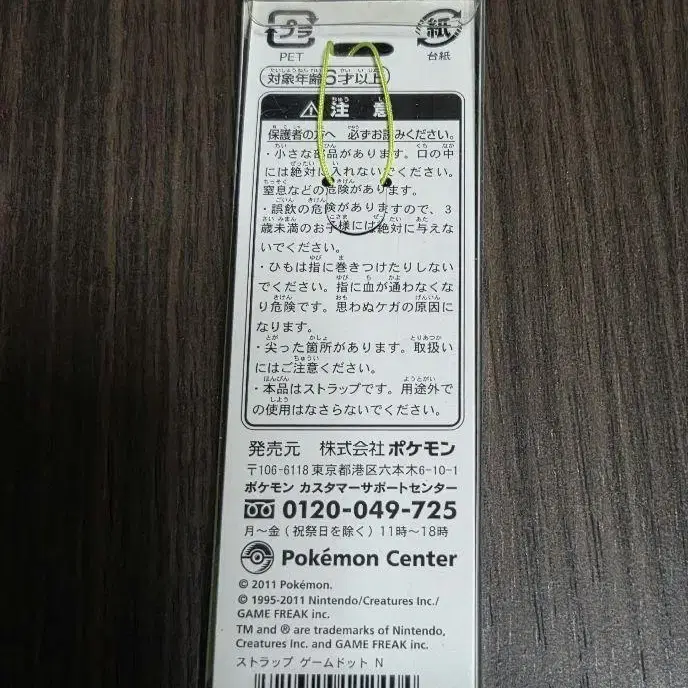 プラ
紙
PET
台紙
対象年齢6才以上
注意
保護者の方へ 必ずお読みください。
・小さな部品があります。口の中
には絶対に入れないでください。
窒息などの危険があります。
・誤飲の危険がありますので、3
歳未満のお子様には絶対に与えな
いでください。
・ひもは指に巻きつけたりしない
でください。指に血が通わなくな
り危険です。思わぬケガの原因に
なります。
・尖った箇所があります。取扱い
にはご注意ください。
・本品はストラップです。用途外で
の使用はなさらないでください。
発売元 株式会社ポケモン
〒106-6118 東京都港区六本木6-10-1
ポケモン カスタマーサポートセンター
0120-049-725
月～金(祝祭日を除く)11時～18時
Pokémon Center
© 2011 Pokémon.
© 1995-2011 Nintendo/Creatures Inc./
GAME FREAK inc.
TM and ® are trademarks of Nintendo,
Creatures Inc. and GAME FREAK inc.
ストラップ ゲームドット N